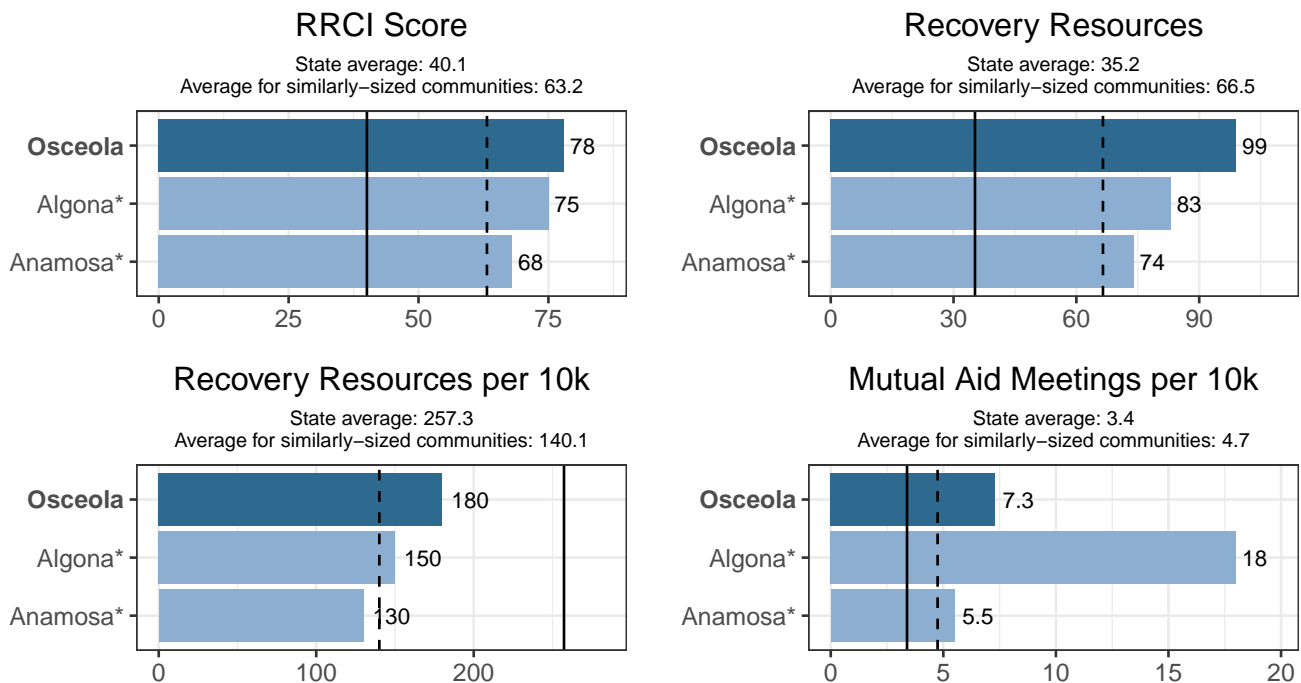 RRCI Score
State average: 40.1
Average for similarly−sized communities: 63.2
Osceola
78
Algona*
75
Anamosa*
68
0 25 50 75
Recovery Resources
State average: 35.2
Average for similarly−sized communities: 66.5
Osceola
99
Algona*
83
Anamosa*
74
0 30 60 90
Recovery Resources per 10k
State average: 257.3
Average for similarly−sized communities: 140.1
Osceola
180
Algona*
150
Anamosa*
130
0 100 200
Mutual Aid Meetings per 10k
State average: 3.4
Average for similarly−sized communities: 4.7
Osceola
7.3
Algona*
18
Anamosa*
5.5
0 5 10 15 20